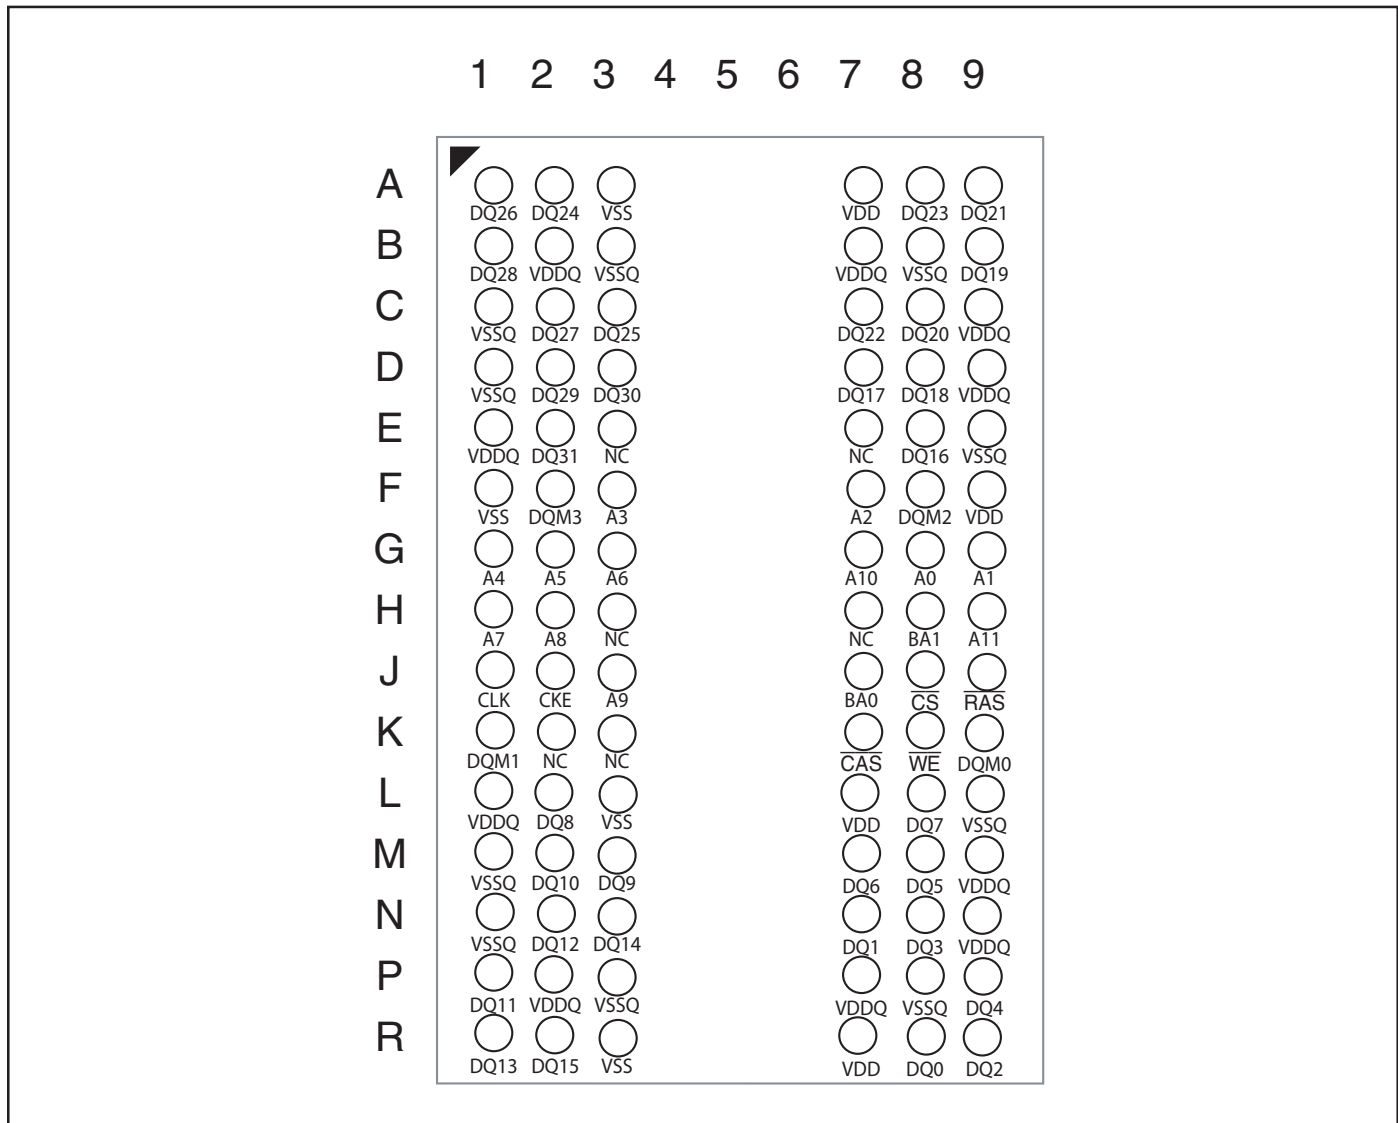 1 2 3 4 5 6 7 8 9
A
DQ26 DQ24 VSS VDD DQ23 DQ21
B
DQ28 VDDQ VSSQ VDDQ VSSQ DQ19
C
VSSQ DQ27 DQ25 DQ22 DQ20 VDDQ
D
VSSQ DQ29 DQ30 DQ17 DQ18 VDDQ
E
VDDQ DQ31 NC NC DQ16 VSSQ
F
VSS DQM3 A3 A2 DQM2 VDD
G
A4 A5 A6 A10 A0 A1
H
A7 A8 NC NC BA1 A11
J
CLK CKE A9 BA0 C̅S̅ R̅A̅S̅
K
DQM1 NC NC C̅A̅S̅ W̅E̅ DQM0
L
VDDQ DQ8 VSS VDD DQ7 VSSQ
M
VSSQ DQ10 DQ9 DQ6 DQ5 VDDQ
N
VSSQ DQ12 DQ14 DQ1 DQ3 VDDQ
P
DQ11 VDDQ VSSQ VDDQ VSSQ DQ4
R
DQ13 DQ15 VSS VDD DQ0 DQ2